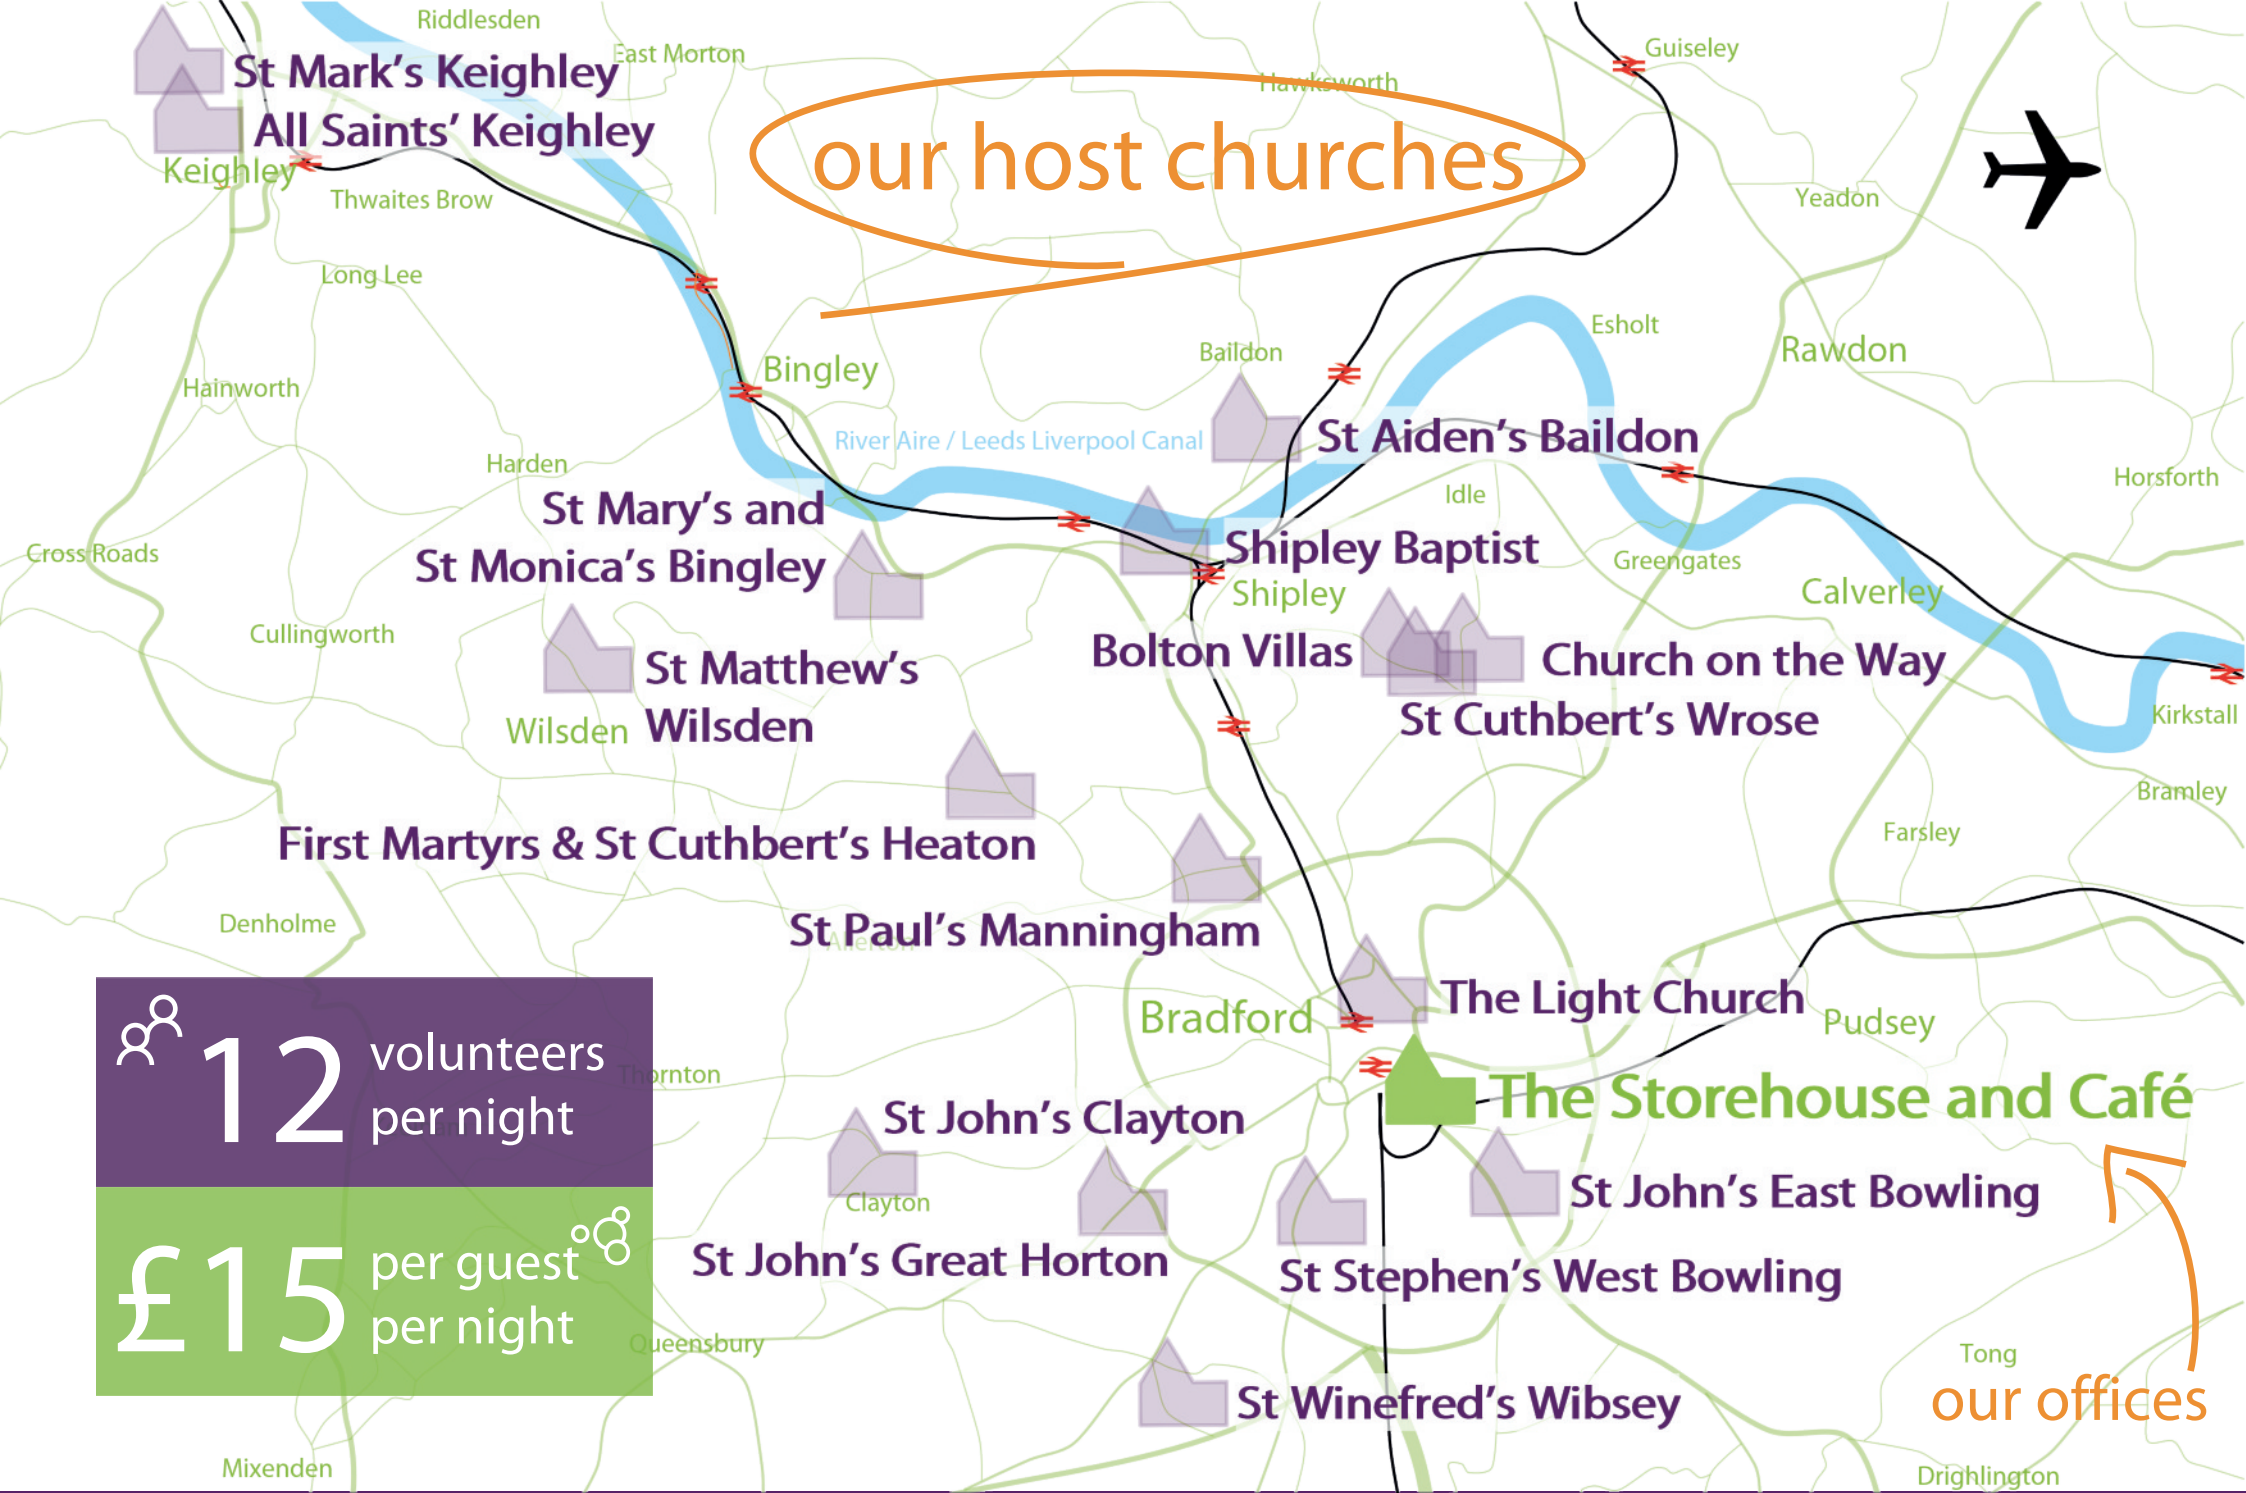 Riddlesden
East Morton
Guiseley
St Mark's Keighley
Hawksworth
All Saints' Keighley
our host churches
Keighley
Thwaites Brow
Yeadon
Long Lee
Esholt
Baildon
Rawdon
Bingley
Hainworth
River Aire / Leeds Liverpool Canal
St Aiden's Baildon
Harden
Horsforth
Idle
St Mary's and
St Monica's Bingley
Cross Roads
Shipley Baptist
Greengates
Shipley
Calverley
Cullingworth
St Matthew's
Wilsden
Wilsden
Bolton Villas
Church on the Way
St Cuthbert's Wrose
Kirkstall
Bramley
Farsley
First Martyrs & St Cuthbert's Heaton
Denholme
St Paul's Manningham
Allerton
The Light Church
Bradford
Pudsey
12 volunteers
per night
Thornton
The Storehouse and Café
St John's Clayton
Clayton
St John's East Bowling
£15 per guest
per night
St John's Great Horton
St Stephen's West Bowling
Queensbury
Tong
our offices
St Winefred's Wibsey
Mixenden
Drighlington